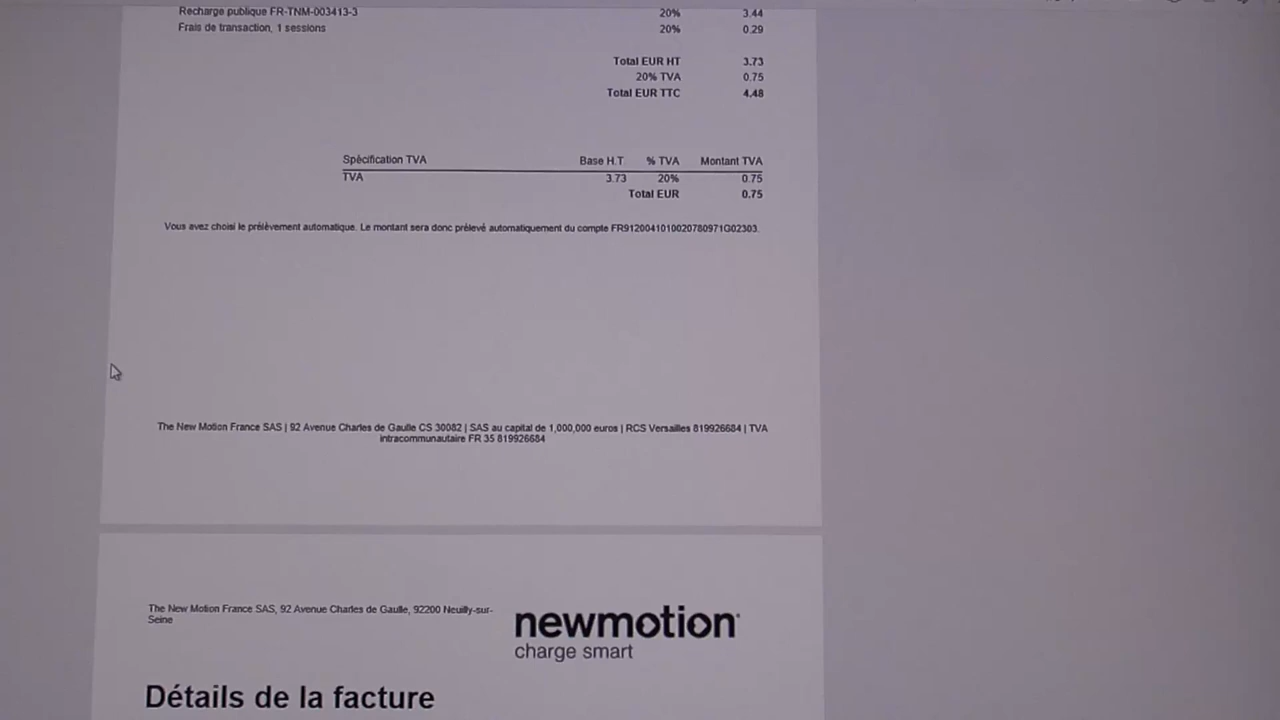 Recharge publique FR-TNM-003413-3 20% 3.44
Frais de transaction, 1 sessions 20% 0.29
Total EUR HT 3.73
20% TVA 0.75
Total EUR TTC 4.48
Spécification TVA Base H.T % TVA Montant TVA
TVA 3.73 20% 0.75
Total EUR 0.75
Vous avez choisi le prélèvement automatique. Le montant sera donc prélevé automatiquement du compte FR9120041010020780971G02303.
The New Motion France SAS | 92 Avenue Charles de Gaulle CS 30082 | SAS au capital de 1,000,000 euros | RCS Versailles 819926684 | TVA
intracommunautaire FR 35 819926684
The New Motion France SAS, 92 Avenue Charles de Gaulle, 92200 Neuilly-sur-
Seine
newmotion
charge smart
Détails de la facture